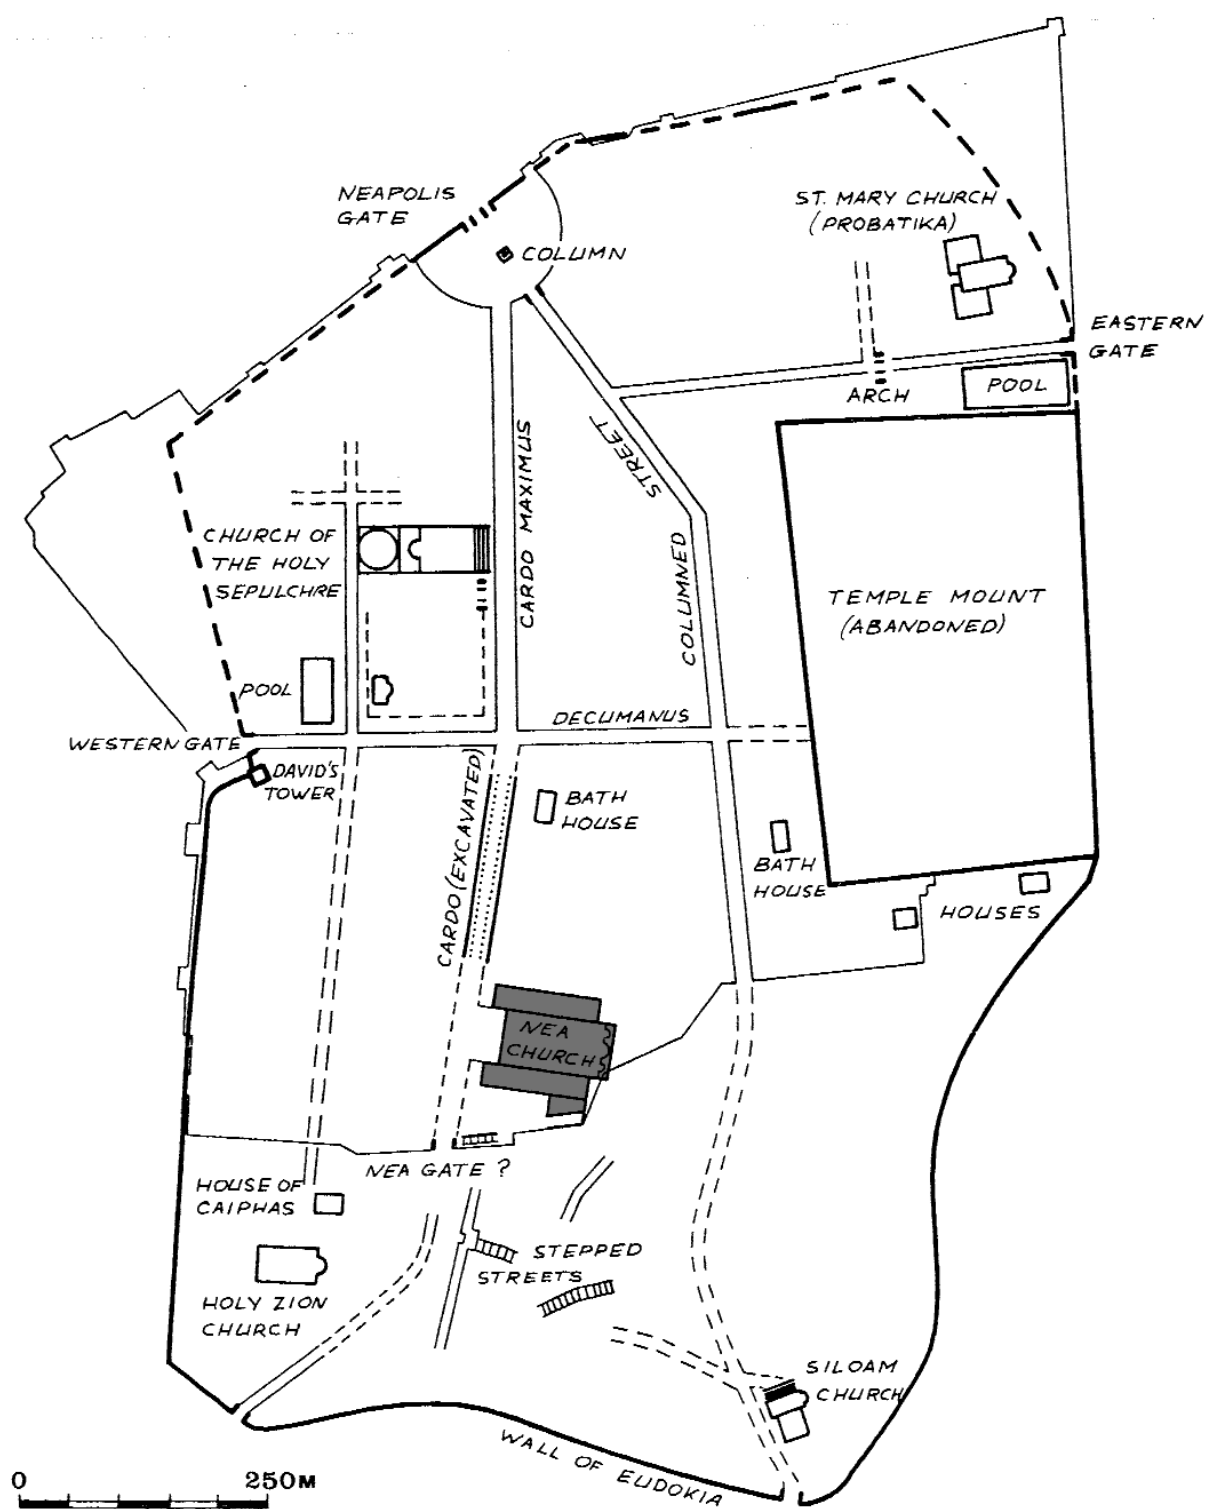 NEAPOLIS
GATE
COLUMN
ST. MARY CHURCH
(PROBATIKA)
EASTERN
GATE
ARCH
POOL
STREET
COLUMNED
CARDO MAXIMUS
CHURCH OF
THE HOLY
SEPULCHRE
TEMPLE MOUNT
(ABANDONED)
POOL
DECUMANUS
WESTERN GATE
DAVID'S
TOWER
CARDO (EXCAVATED)
BATH
HOUSE
BATH
HOUSE
HOUSES
NEA
CHURCH
NEA GATE ?
HOUSE OF
CAIPHAS
STEPPED
STREETS
HOLY ZION
CHURCH
SILOAM
CHURCH
WALL OF EUDOKIA
0 250M